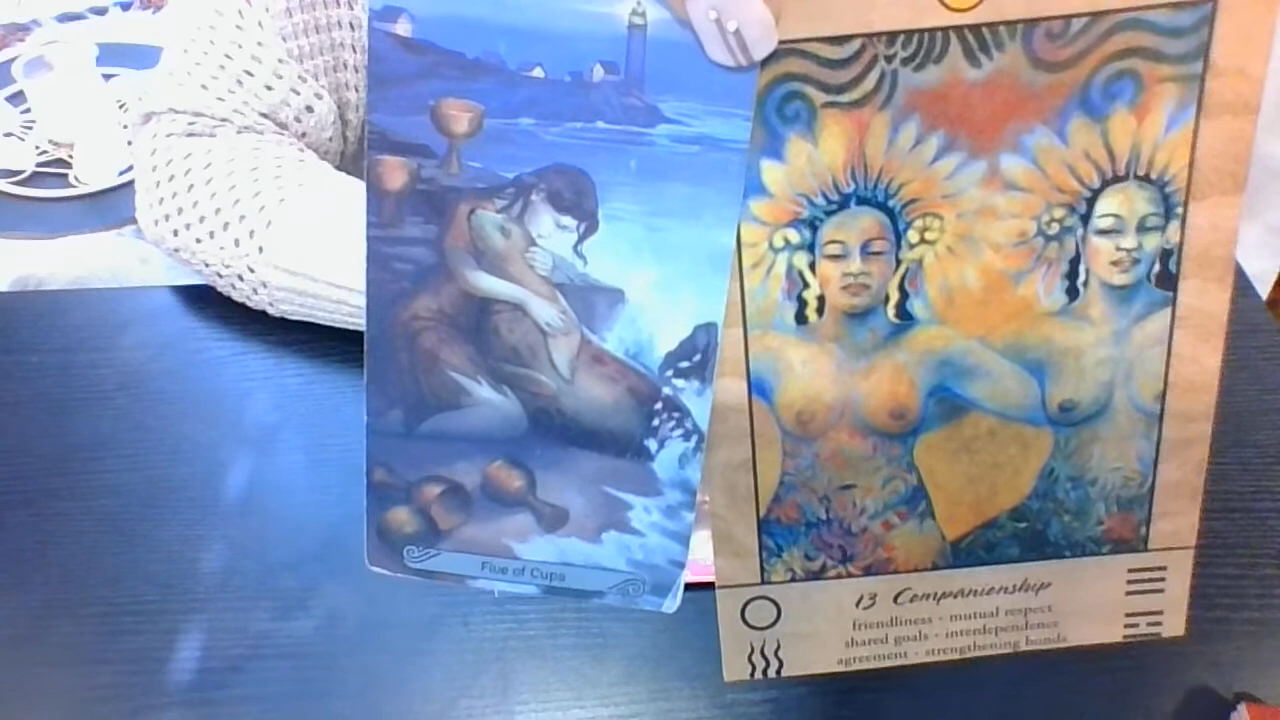 Five of Cups
13 Companionship
friendliness - mutual respect
shared goals - interdependence
agreement - strengthening bonds